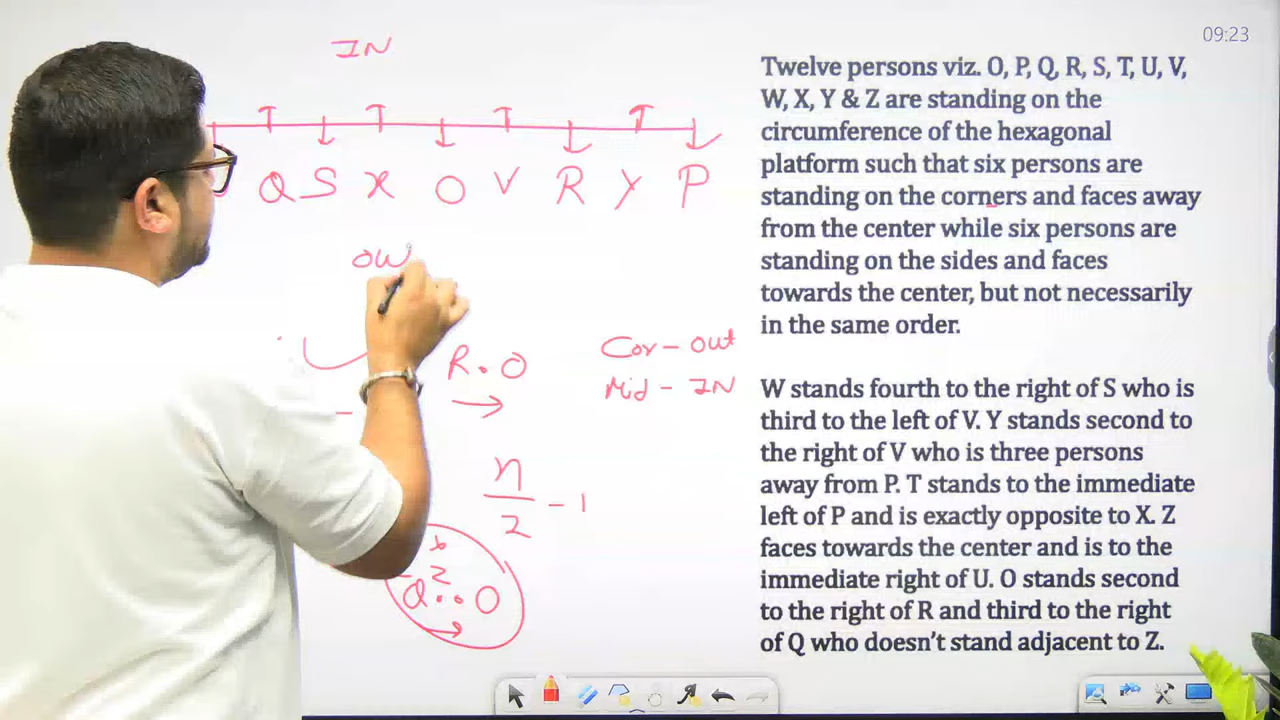 09:23
IN
Q S X O V R Y P
OW
R . O
Cor - out
Mid - IN
n
2
- 1
Q . . O
Twelve persons viz. O, P, Q, R, S, T, U, V,
W, X, Y & Z are standing on the
circumference of the hexagonal
platform such that six persons are
standing on the corners and faces away
from the center while six persons are
standing on the sides and faces
towards the center, but not necessarily
in the same order.
W stands fourth to the right of S who is
third to the left of V. Y stands second to
the right of V who is three persons
away from P. T stands to the immediate
left of P and is exactly opposite to X. Z
faces towards the center and is to the
immediate right of U. O stands second
to the right of R and third to the right
of Q who doesn't stand adjacent to Z.